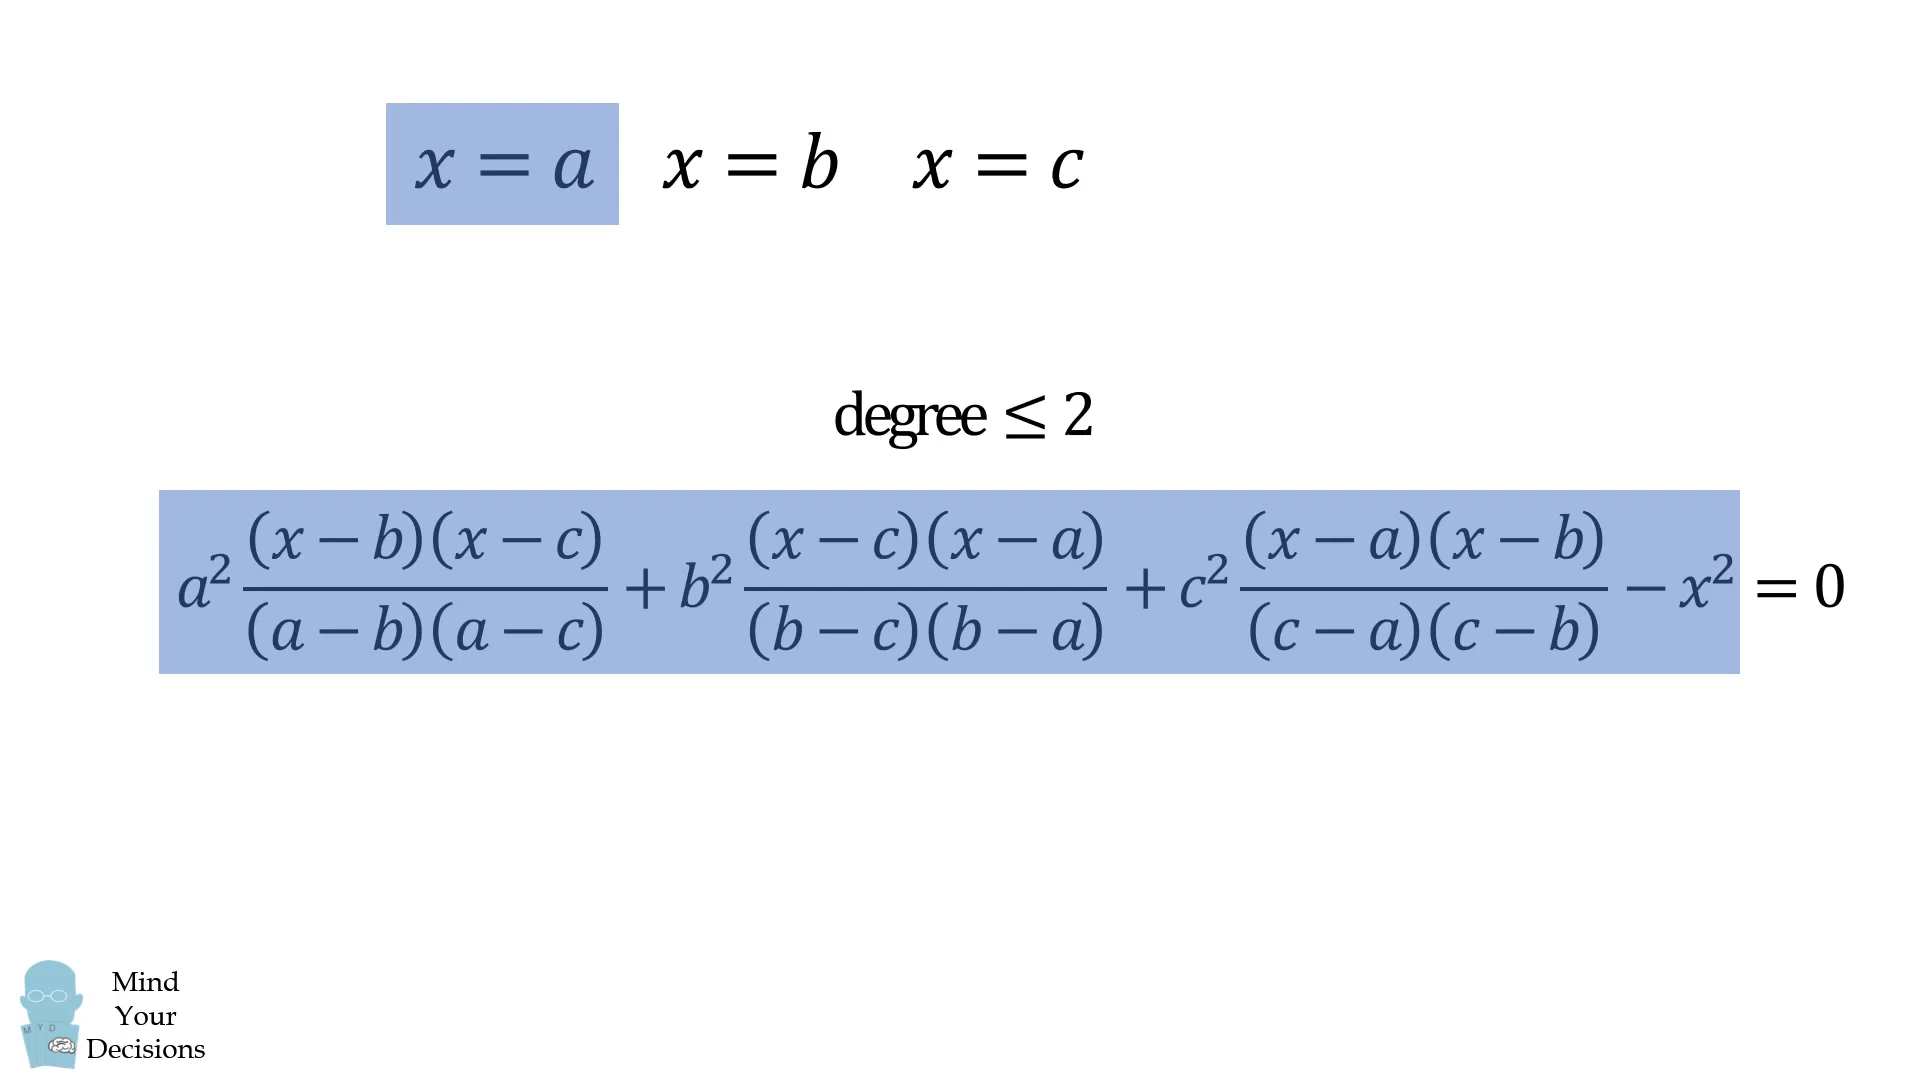 x = a   x = b   x = c
degree ≤ 2
a² (x − b)(x − c)/(a − b)(a − c) + b² (x − c)(x − a)/(b − c)(b − a) + c² (x − a)(x − b)/(c − a)(c − b) − x² = 0
M Y D
Mind
Your
Decisions